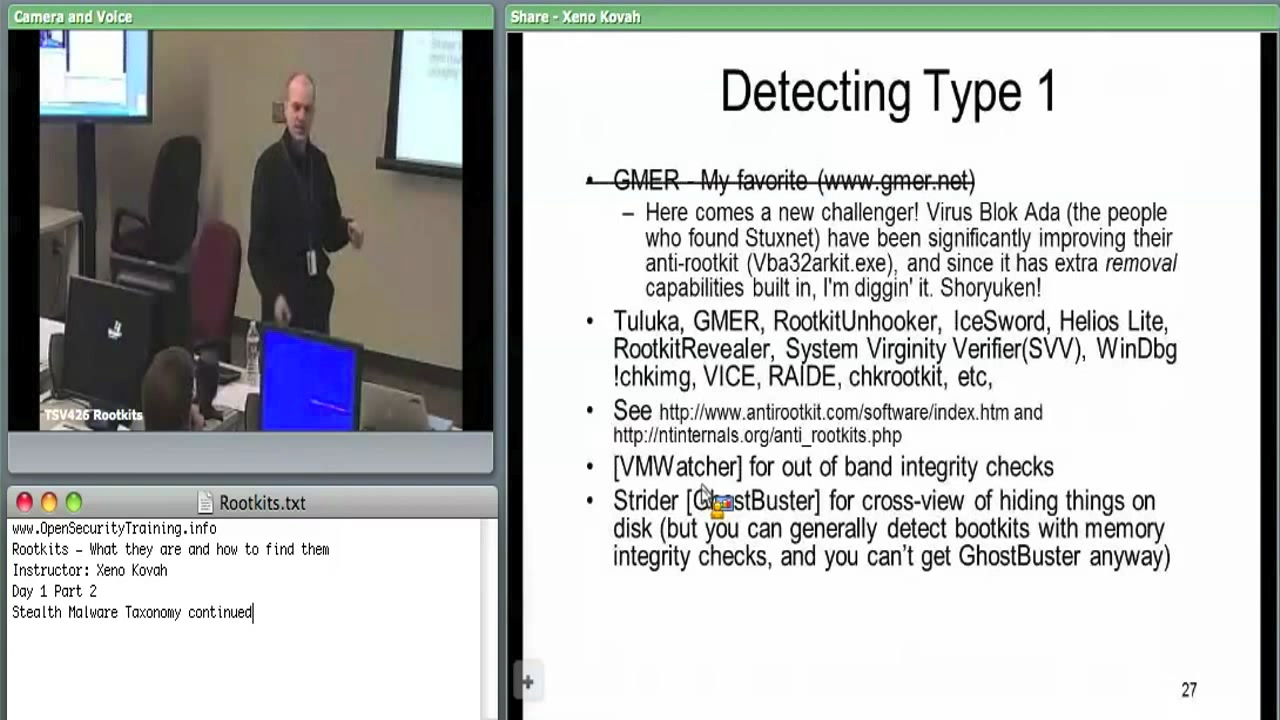 Camera and Voice
TSV426 Rootkits
Rootkits.txt
www.OpenSecurityTraining.info
Rootkits – What they are and how to find them
Instructor: Xeno Kovah
Day 1 Part 2
Stealth Malware Taxonomy continued
Share - Xeno Kovah
Detecting Type 1
• GMER - My favorite (www.gmer.net)
– Here comes a new challenger! Virus Blok Ada (the people
who found Stuxnet) have been significantly improving their
anti-rootkit (Vba32arkit.exe), and since it has extra removal
capabilities built in, I'm diggin' it. Shoryuken!
• Tuluka, GMER, RootkitUnhooker, IceSword, Helios Lite,
RootkitRevealer, System Virginity Verifier(SVV), WinDbg
!chkimg, VICE, RAIDE, chkrootkit, etc,
• See http://www.antirootkit.com/software/index.htm and
http://ntinternals.org/anti_rootkits.php
• [VMWatcher] for out of band integrity checks
• Strider [GhostBuster] for cross-view of hiding things on
disk (but you can generally detect bootkits with memory
integrity checks, and you can't get GhostBuster anyway)
27